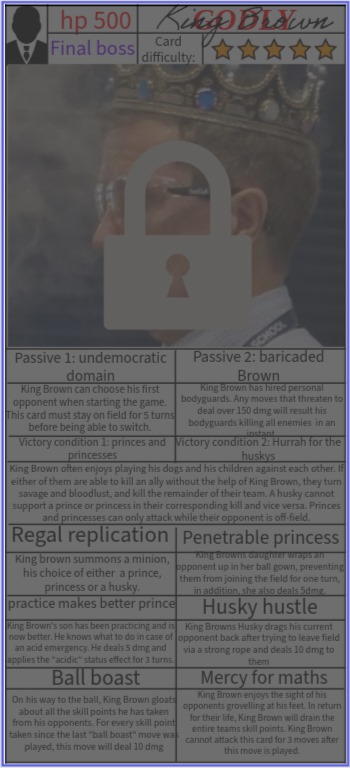 hp 500
King Brown
GODLY
Final boss
Card
difficulty:
Passive 1: undemocratic
domain
Passive 2: baricaded
Brown
King Brown can choose his first
opponent when starting the game.
This card must stay on field for 5 turns
before being able to switch.
King Brown has hired personal
bodyguards. Any moves that threaten to
deal over 150 dmg will result his
bodyguards killing all enemies in an
instant
Victory condition 1: princes and
princesses
Victory condition 2: Hurrah for the
huskys
King Brown often enjoys playing his dogs and his children against each other. If
either of them are able to kill an ally without the help of King Brown, they turn
savage and bloodlust, and kill the remainder of their team. A husky cannot
support a prince or princess in their corresponding kill and vice versa. Princes
and princesses can only attack while their opponent is off-field.
Regal replication
Penetrable princess
King brown summons a minion,
his choice of either a prince,
princess or a husky.
Browns daughter wraps an
opponent up in her ball gown, preventing
them from joining the field for one turn,
in addition, she also deals 5dmg.
practice makes better prince
Husky hustle
King Brown's son has been practicing and is
now better. He knows what to do in case of
an acid emergency. He deals 5 dmg and
applies the "acidic" status effect for 3 turns.
King Browns Husky drags his current
opponent back after trying to leave field
via a strong rope and deals 10 dmg to
them
Ball boast
Mercy for maths
On his way to the ball, King Brown gloats
about all the skill points he has taken
from his opponents. For every skill point
taken since the last "ball boast" move was
played, this move will deal 10 dmg
King Brown enjoys the sight of his
opponents grovelling at his feet. In return
for their life, King Brown will drain the
entire teams skill points. King Brown
cannot attack this card for 3 moves after
this move is played.